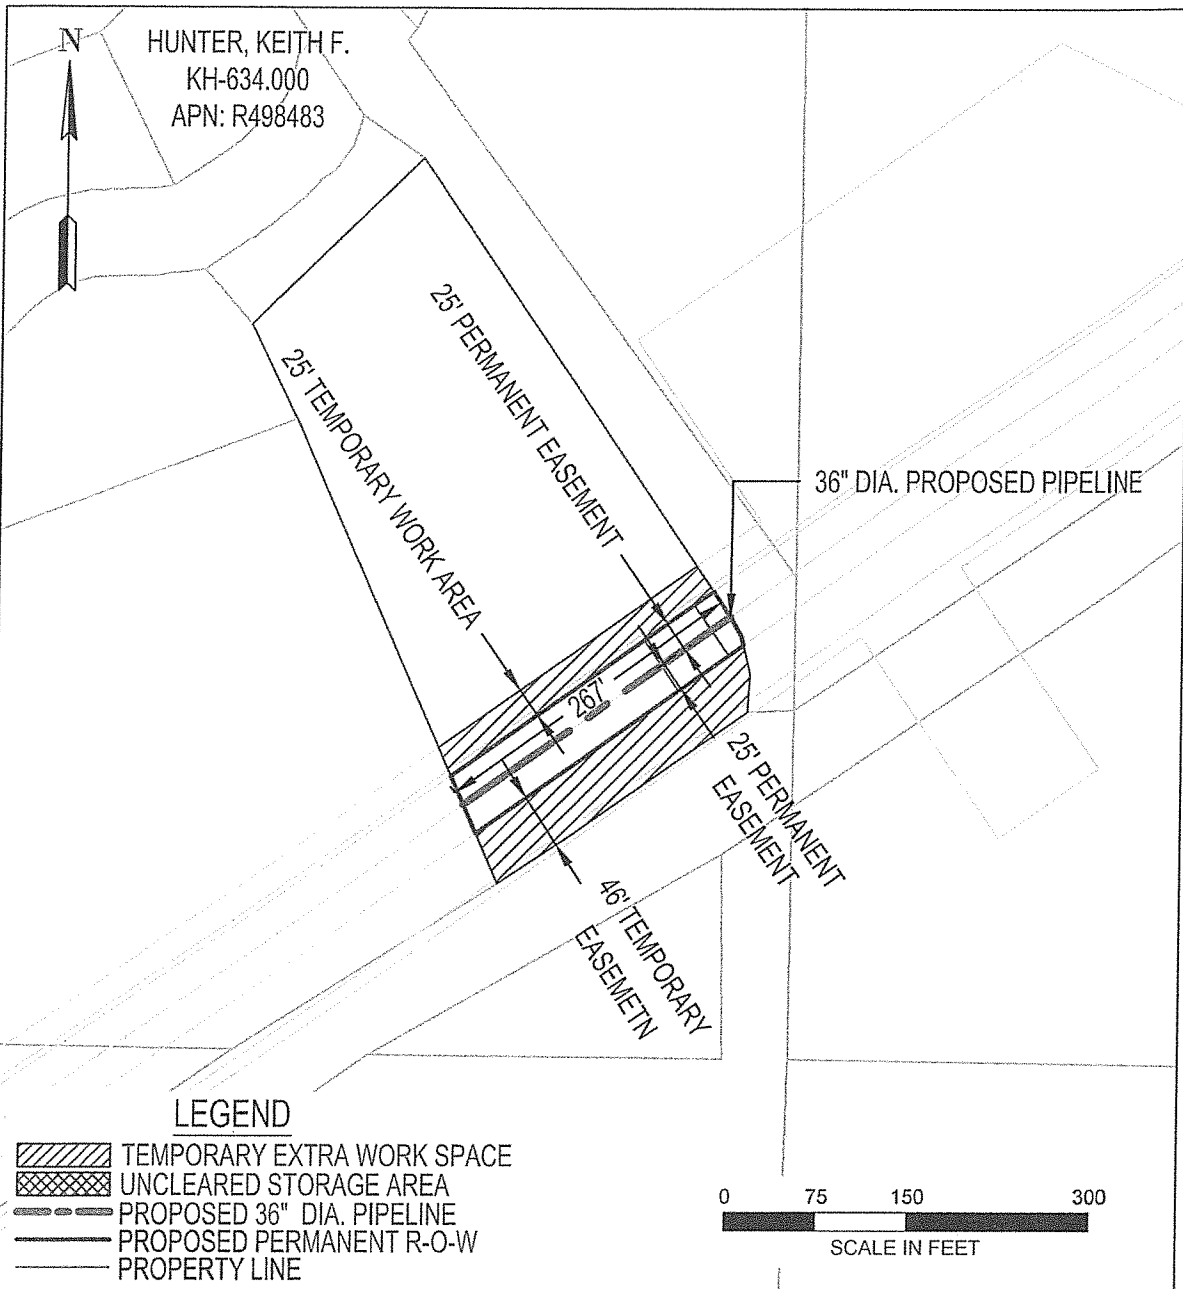 N
HUNTER, KEITH F.
KH-634.000
APN: R498483
25' PERMANENT EASEMENT
25' TEMPORARY WORK AREA
36" DIA. PROPOSED PIPELINE
267'
25' PERMANENT
EASEMENT
46' TEMPORARY
EASEMETN
LEGEND
TEMPORARY EXTRA WORK SPACE
UNCLEARED STORAGE AREA
PROPOSED 36" DIA. PIPELINE
PROPOSED PERMANENT R-O-W
PROPERTY LINE
0 75 150 300
SCALE IN FEET